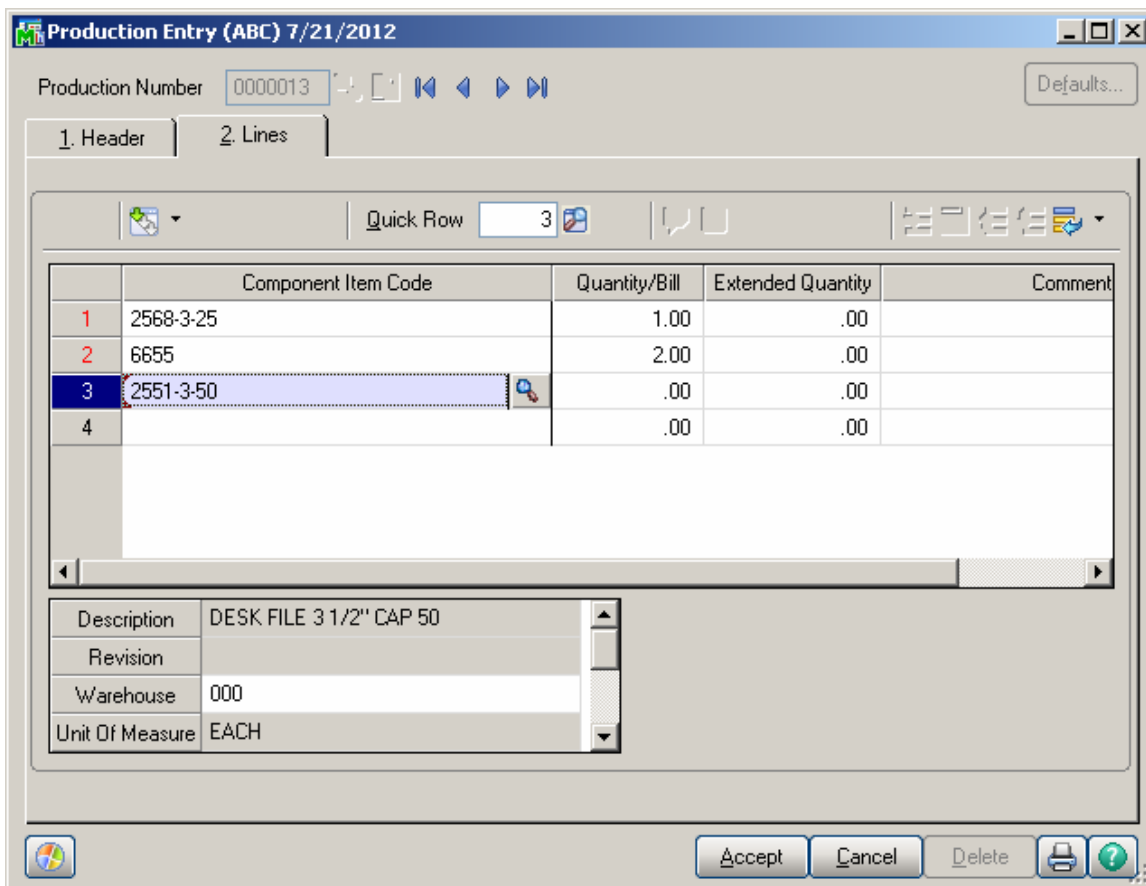 Production Entry (ABC) 7/21/2012
Production Number 0000013 Defaults...
1. Header 2. Lines
Quick Row 3
Component Item Code Quantity/Bill Extended Quantity Comment
1 2568-3-25 1.00 .00
2 6655 2.00 .00
3 2551-3-50 .00 .00
4 .00 .00
Description DESK FILE 3 1/2" CAP 50
Revision
Warehouse 000
Unit Of Measure EACH
Accept Cancel Delete